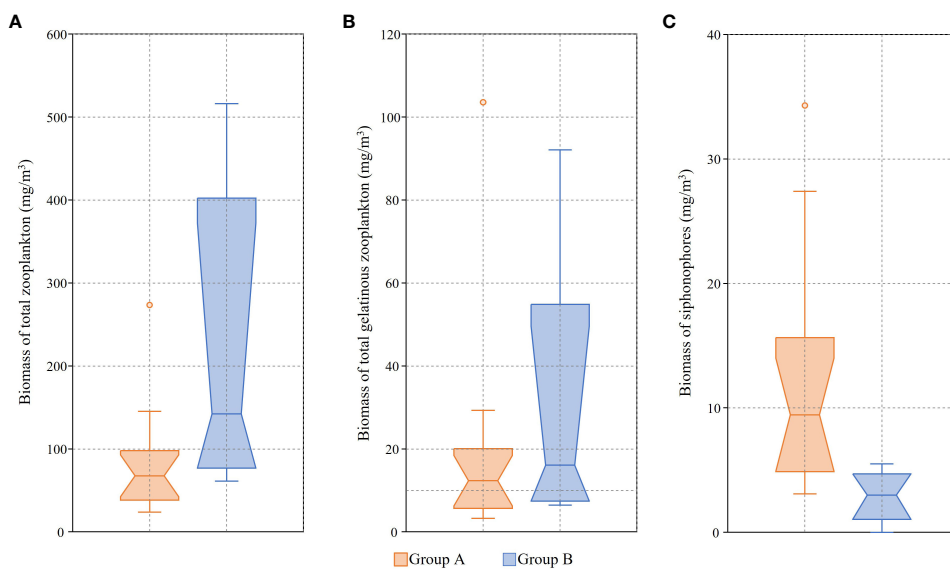 A
B
C
Biomass of total zooplankton (mg/m³)
600
500
400
300
200
100
0
Biomass of total gelatinous zooplankton (mg/m³)
120
100
80
60
40
20
0
Biomass of siphonophores (mg/m³)
40
30
20
10
0
Group A
Group B